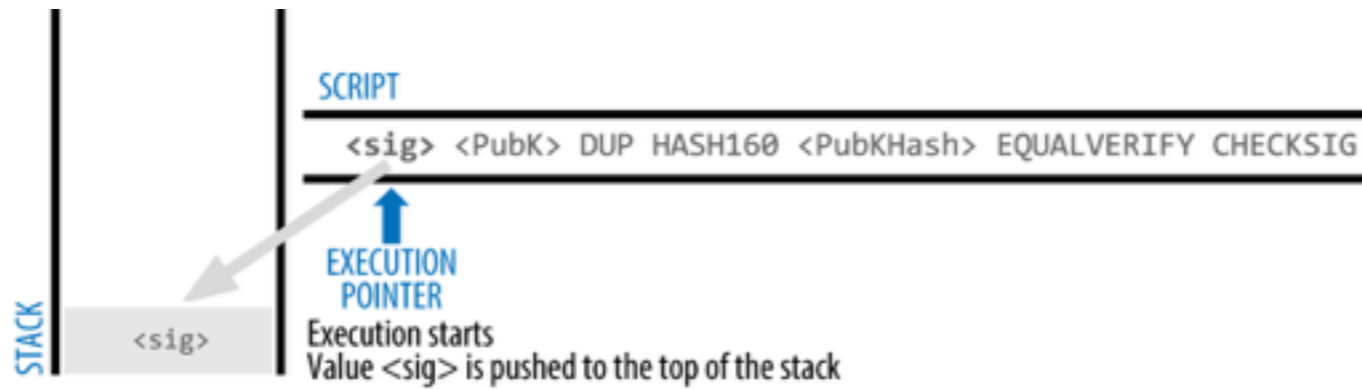 SCRIPT
<sig> <PubK> DUP HASH160 <PubKHash> EQUALVERIFY CHECKSIG
EXECUTION
POINTER
STACK
<sig>
Execution starts
Value <sig> is pushed to the top of the stack